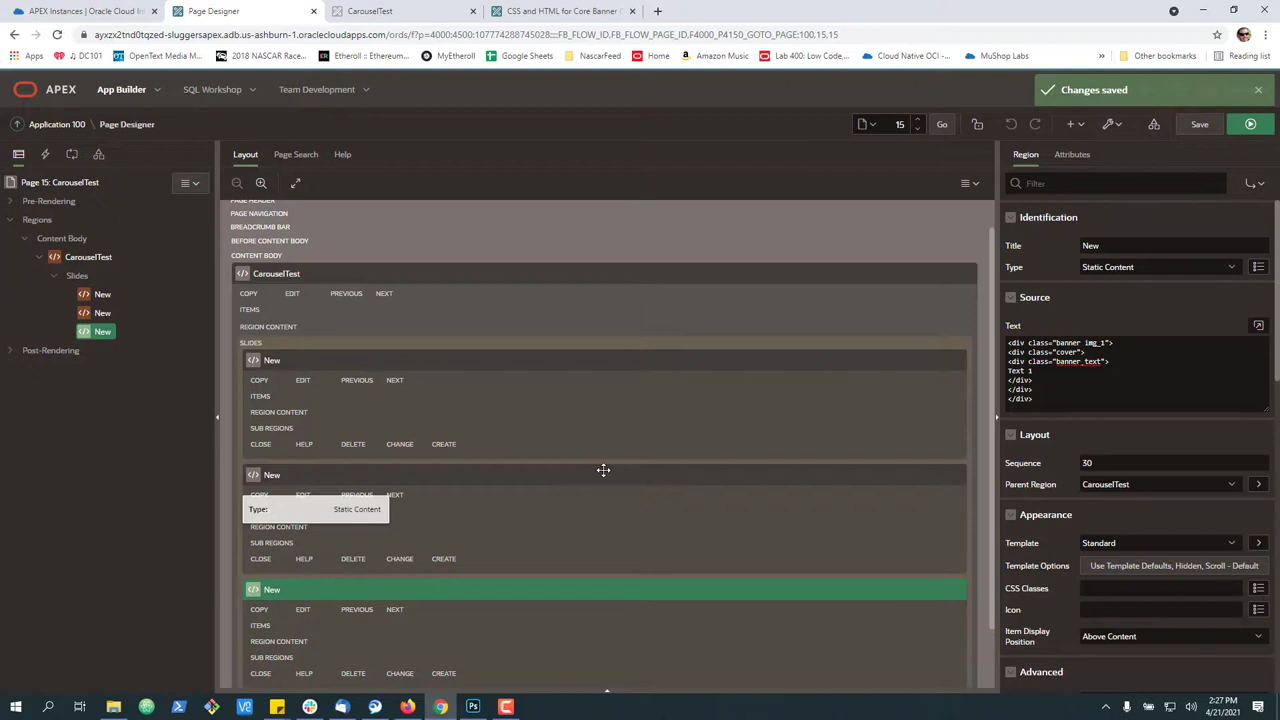 APEX Instances | Oracle Cloud In
Page Designer
CarouselTest
CSS and HTML for Core Banner C
ayzxz2tnd0tqzed-sluggersapex.adb.us-ashburn-1.oraclecloudapps.com/ords/f?p=4000:4500:107774288745028::::FB_FLOW_ID,FB_FLOW_PAGE_ID,F4000_P4150_GOTO_PAGE:100,15,15
Apps
DC101
OpenText Media M...
2018 NASCAR Race...
Etheroll :: Ethereum...
MyEtheroll
Google Sheets
NascarFeed
Home
Amazon Music
Lab 400: Low Code,...
Cloud Native OCI -...
MuShop Labs
Other bookmarks
Reading list
APEX
App Builder
SQL Workshop
Team Development
Changes saved
Application 100
Page Designer
15
Go
Save
Layout
Page Search
Help
Region
Attributes
Page 15: CarouselTest
Pre-Rendering
Regions
Content Body
CarouselTest
Slides
New
New
New
Post-Rendering
PAGE HEADER
PAGE NAVIGATION
BREADCRUMB BAR
BEFORE CONTENT BODY
CONTENT BODY
CarouselTest
COPY EDIT PREVIOUS NEXT
ITEMS
REGION CONTENT
SLIDES
New
COPY EDIT PREVIOUS NEXT
ITEMS
REGION CONTENT
SUB REGIONS
CLOSE HELP DELETE CHANGE CREATE
New
COPY EDIT PREVIOUS NEXT
Type: Static Content
REGION CONTENT
SUB REGIONS
CLOSE HELP DELETE CHANGE CREATE
New
COPY EDIT PREVIOUS NEXT
ITEMS
REGION CONTENT
SUB REGIONS
CLOSE HELP DELETE CHANGE CREATE
Filter
Identification
Title New
Type Static Content
Source
Text
<div class="banner img_1">
<div class="cover">
<div class="banner_text">
Text 1
</div>
</div>
</div>
Layout
Sequence 30
Parent Region CarouselTest
Appearance
Template Standard
Template Options Use Template Defaults, Hidden, Scroll - Default
CSS Classes
Icon
Item Display
Position Above Content
Advanced
2:27 PM
4/21/2021